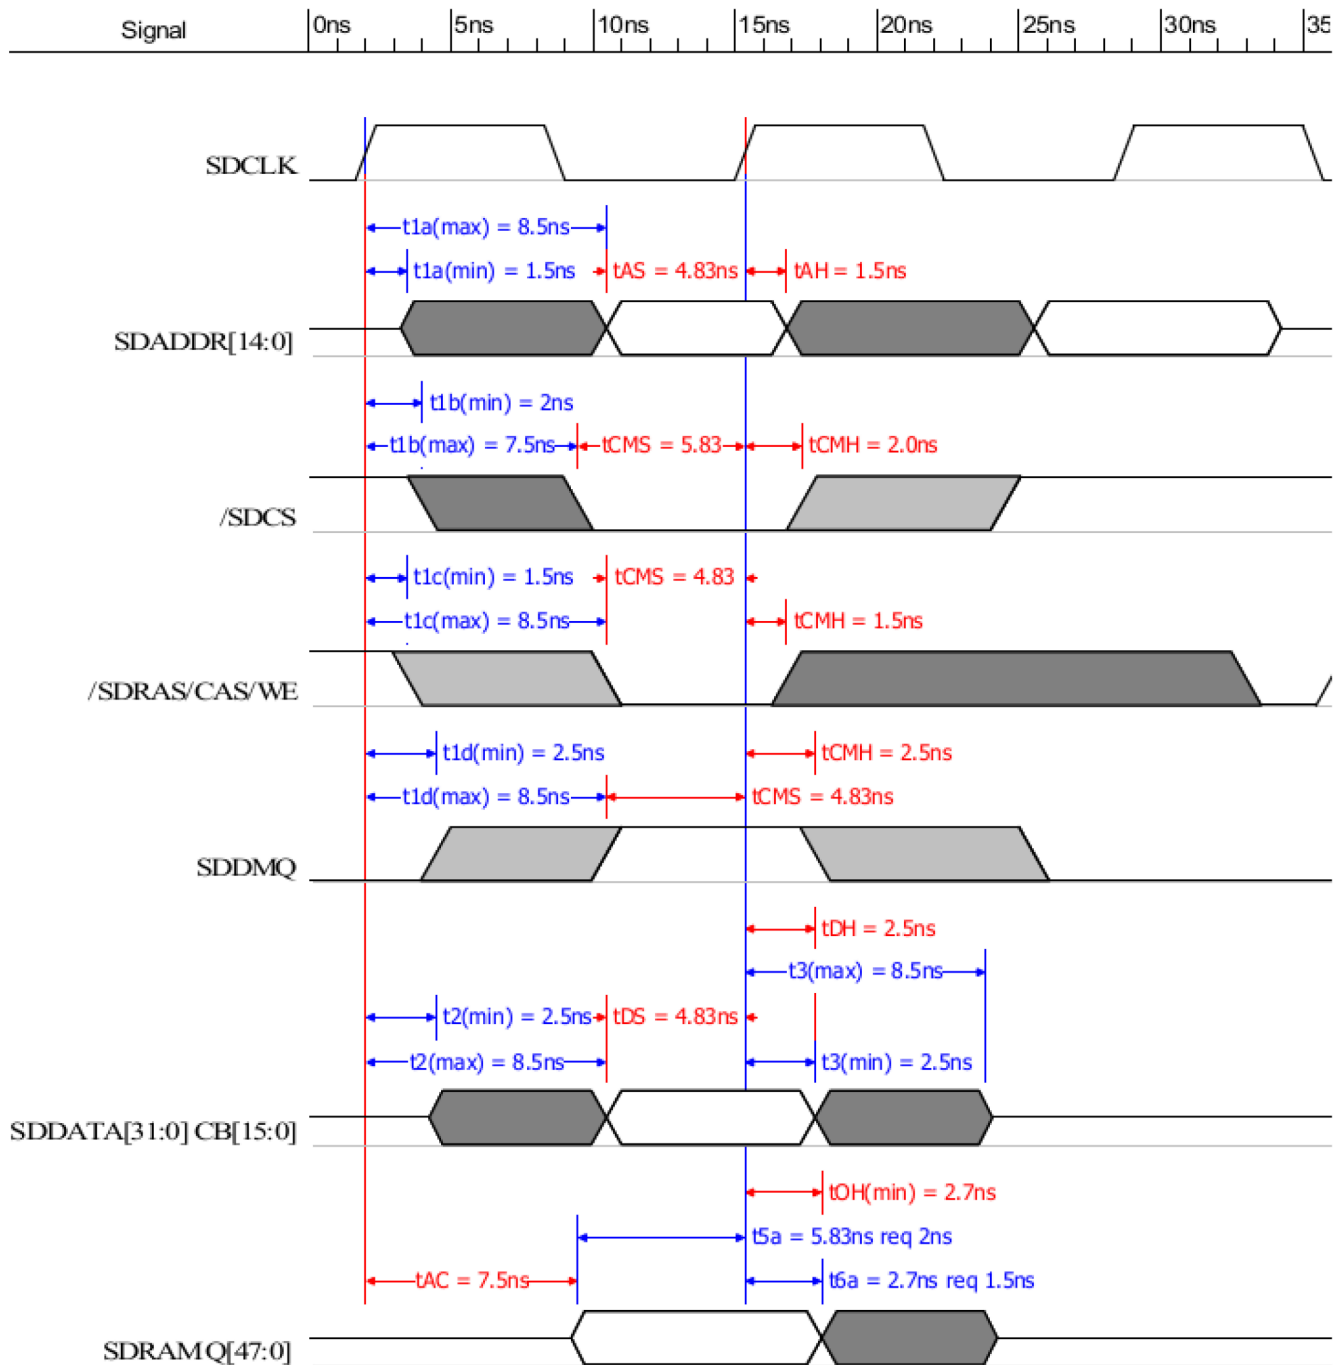 Signal 0ns 5ns 10ns 15ns 20ns 25ns 30ns 35
SDCLK
t1a(max) = 8.5ns
t1a(min) = 1.5ns tAS = 4.83ns tAH = 1.5ns
SDADDR[14:0]
t1b(min) = 2ns
t1b(max) = 7.5ns tCMS = 5.83 tCMH = 2.0ns
/SDCS
t1c(min) = 1.5ns tCMS = 4.83
t1c(max) = 8.5ns tCMH = 1.5ns
/SDRAS/CAS/WE
t1d(min) = 2.5ns tCMH = 2.5ns
t1d(max) = 8.5ns tCMS = 4.83ns
SDDMQ
tDH = 2.5ns
t3(max) = 8.5ns
t2(min) = 2.5ns tDS = 4.83ns
t2(max) = 8.5ns t3(min) = 2.5ns
SDDATA[31:0] CB[15:0]
tOH(min) = 2.7ns
t5a = 5.83ns req 2ns
tAC = 7.5ns t6a = 2.7ns req 1.5ns
SDRAMQ[47:0]